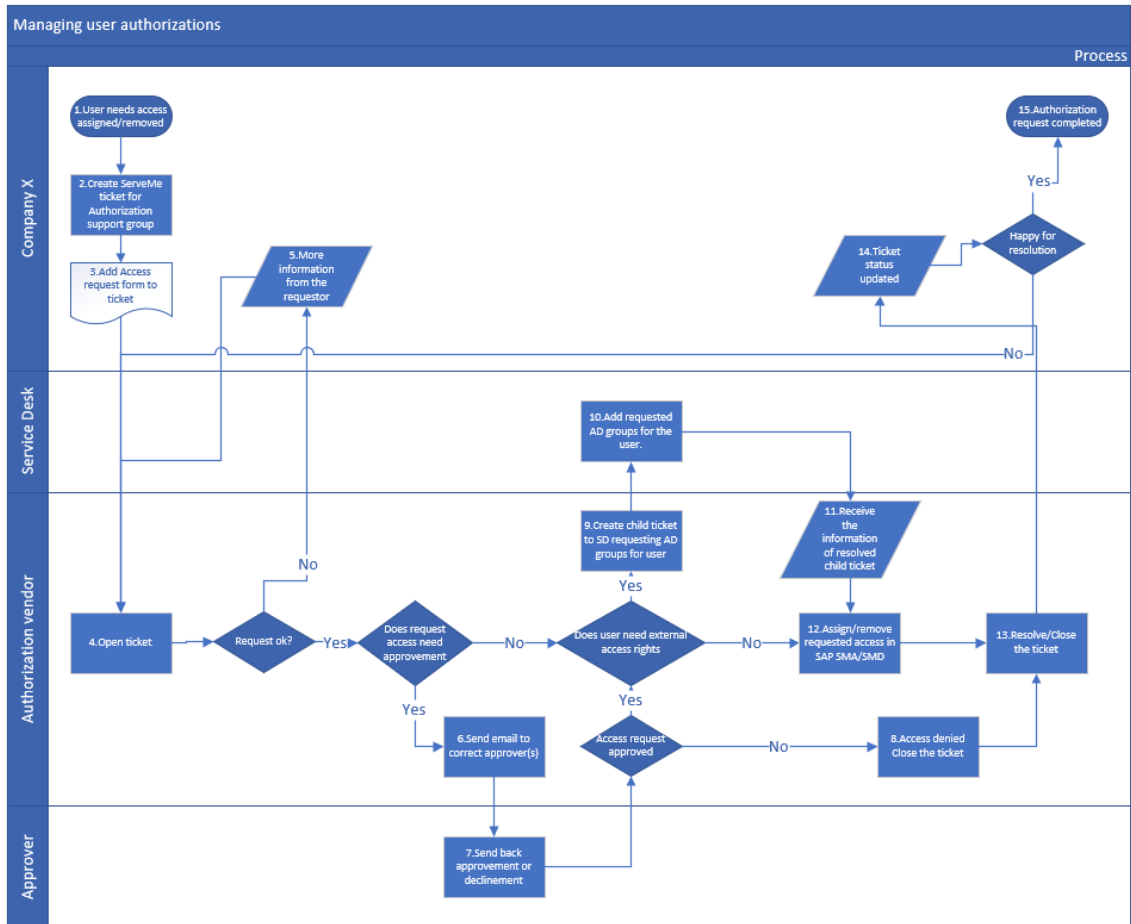 Managing user authorizations
Process
Company X
1.User needs access
assigned/removed
15.Authorization
request completed
Yes
2.Create ServeMe
ticket for
Authorization
support group
Happy for
resolution
5.More
information
from the
requestor
14.Ticket
status
updated
3.Add Access
request form to
ticket
No
Service Desk
10.Add requested
AD groups for the
user.
Authorization vendor
9.Create child ticket
to SD requesting AD
groups for user
11.Receive
the
information
of resolved
child ticket
No
Yes
4.Open ticket
Request ok?
Yes
Does request
access need
approvement
No
Does user need external
access rights
No
12.Assign/remove
requested access in
SAP SMA/SMD
13.Resolve/Close
the ticket
Yes
Yes
6.Send email to
correct approver(s)
Access request
approved
No
8.Access denied
Close the ticket
Approver
7.Send back
approvement or
declinement